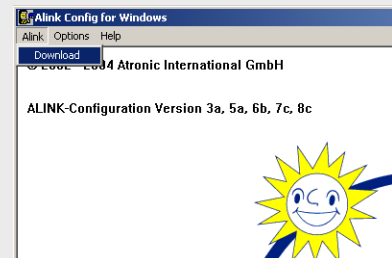 Alink Config for Windows
Alink Options Help
Download
4 Atronic International GmbH
ALINK-Configuration Version 3a, 5a, 6b, 7c, 8c